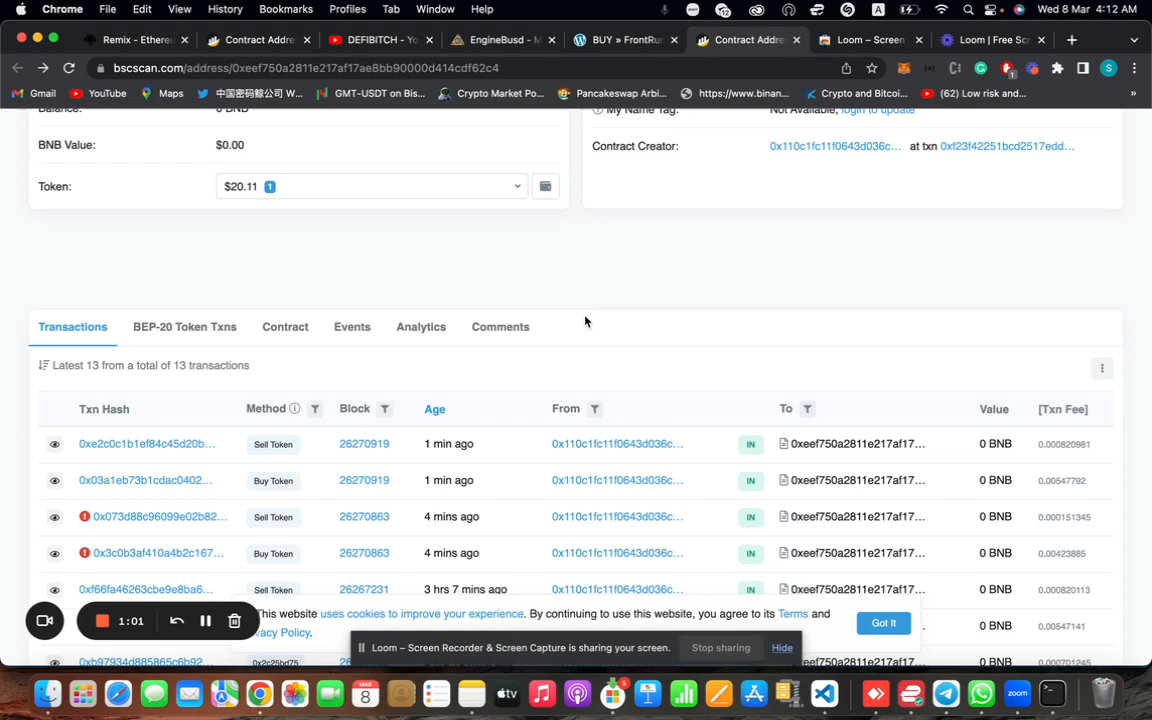 Chrome File Edit View History Bookmarks Profiles Tab Window Help 12 A Wed 8 Mar 4:12 AM
Remix - Ethere Contract Addre DEFIBITCH - Yo EngineBusd - M BUY » FrontRun Contract Addre Loom – Screen Loom | Free Scr
bscscan.com/address/0xeef750a2811e217af17ae8bb90000d414cdf62c4 1 S
Gmail YouTube Maps 中国密码鲸公司 W... GMT-USDT on Bis... Crypto Market Po... Pancakeswap Arbi... https://www.binan... Crypto and Bitcoi... (62) Low risk and... »
Balance: 0 BNB My Name Tag: Not Available, login to update
BNB Value: $0.00 Contract Creator: 0x110c1fc11f0643d036c... at txn 0xf23f42251bcd2517edd...
Token: $20.11 1
Transactions BEP-20 Token Txns Contract Events Analytics Comments
Latest 13 from a total of 13 transactions
Txn Hash Method Block Age From To Value [Txn Fee]
0xe2c0c1b1ef84c45d20b... Sell Token 26270919 1 min ago 0x110c1fc11f0643d036c... IN 0xeef750a2811e217af17... 0 BNB 0.000820981
0x03a1eb73b1cdac0402... Buy Token 26270919 1 min ago 0x110c1fc11f0643d036c... IN 0xeef750a2811e217af17... 0 BNB 0.00547792
0x073d88c96099e02b82... Sell Token 26270863 4 mins ago 0x110c1fc11f0643d036c... IN 0xeef750a2811e217af17... 0 BNB 0.000151345
0x3c0b3af410a4b2c167... Buy Token 26270863 4 mins ago 0x110c1fc11f0643d036c... IN 0xeef750a2811e217af17... 0 BNB 0.00423885
0xf66fa46263cbe9e8ba6... Sell Token 26267231 3 hrs 7 mins ago 0x110c1fc11f0643d036c... IN 0xeef750a2811e217af17... 0 BNB 0.000820113
This website uses cookies to improve your experience. By continuing to use this website, you agree to its Terms and
Privacy Policy. Got It
1:01 0 BNB 0.00547141
Loom – Screen Recorder & Screen Capture is sharing your screen. Stop sharing Hide
0xb97934d885865c6b92... 0x2c25bd75 0 BNB 0.000701245
8 tv 5 zoom